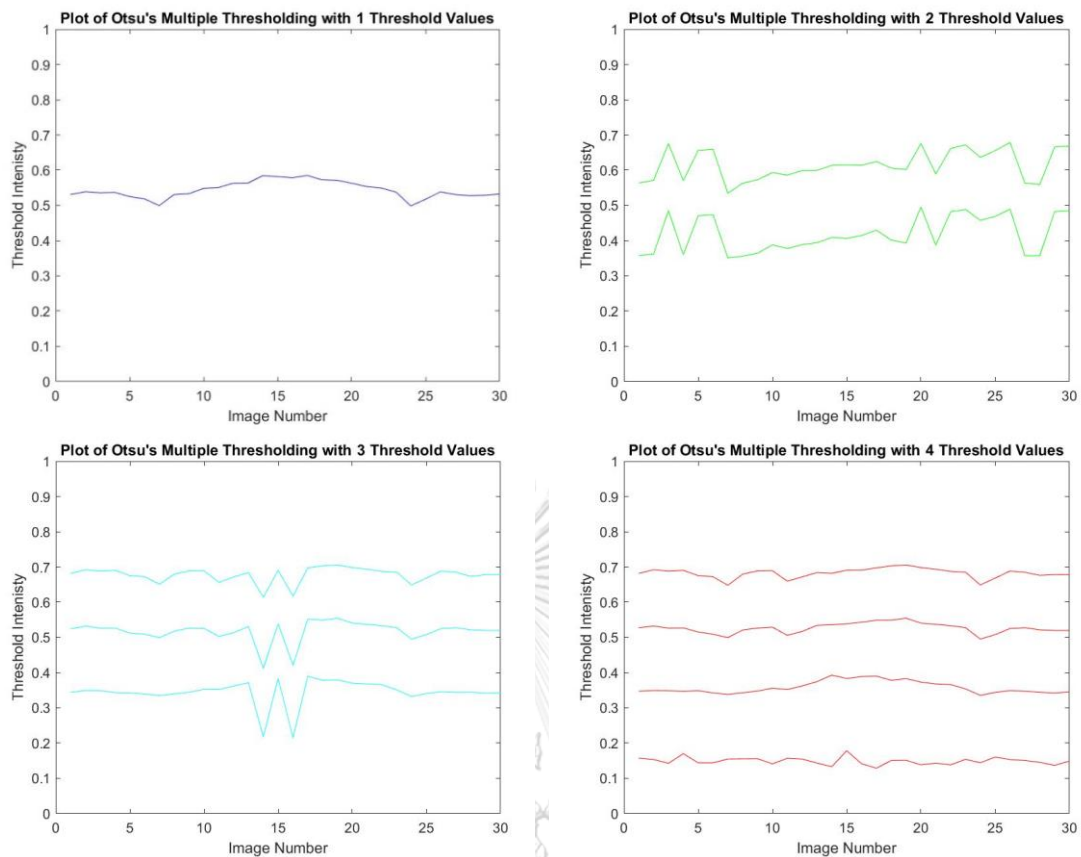 Plot of Otsu's Multiple Thresholding with 1 Threshold Values
1
0.9
0.8
0.7
0.6
0.5
0.4
0.3
0.2
0.1
0
Threshold Intenisty
0 5 10 15 20 25 30
Image Number
Plot of Otsu's Multiple Thresholding with 2 Threshold Values
1
0.9
0.8
0.7
0.6
0.5
0.4
0.3
0.2
0.1
0
Threshold Intenisty
0 5 10 15 20 25 30
Image Number
Plot of Otsu's Multiple Thresholding with 3 Threshold Values
1
0.9
0.8
0.7
0.6
0.5
0.4
0.3
0.2
0.1
0
Threshold Intenisty
0 5 10 15 20 25 30
Image Number
Plot of Otsu's Multiple Thresholding with 4 Threshold Values
1
0.9
0.8
0.7
0.6
0.5
0.4
0.3
0.2
0.1
0
Threshold Intenisty
0 5 10 15 20 25 30
Image Number